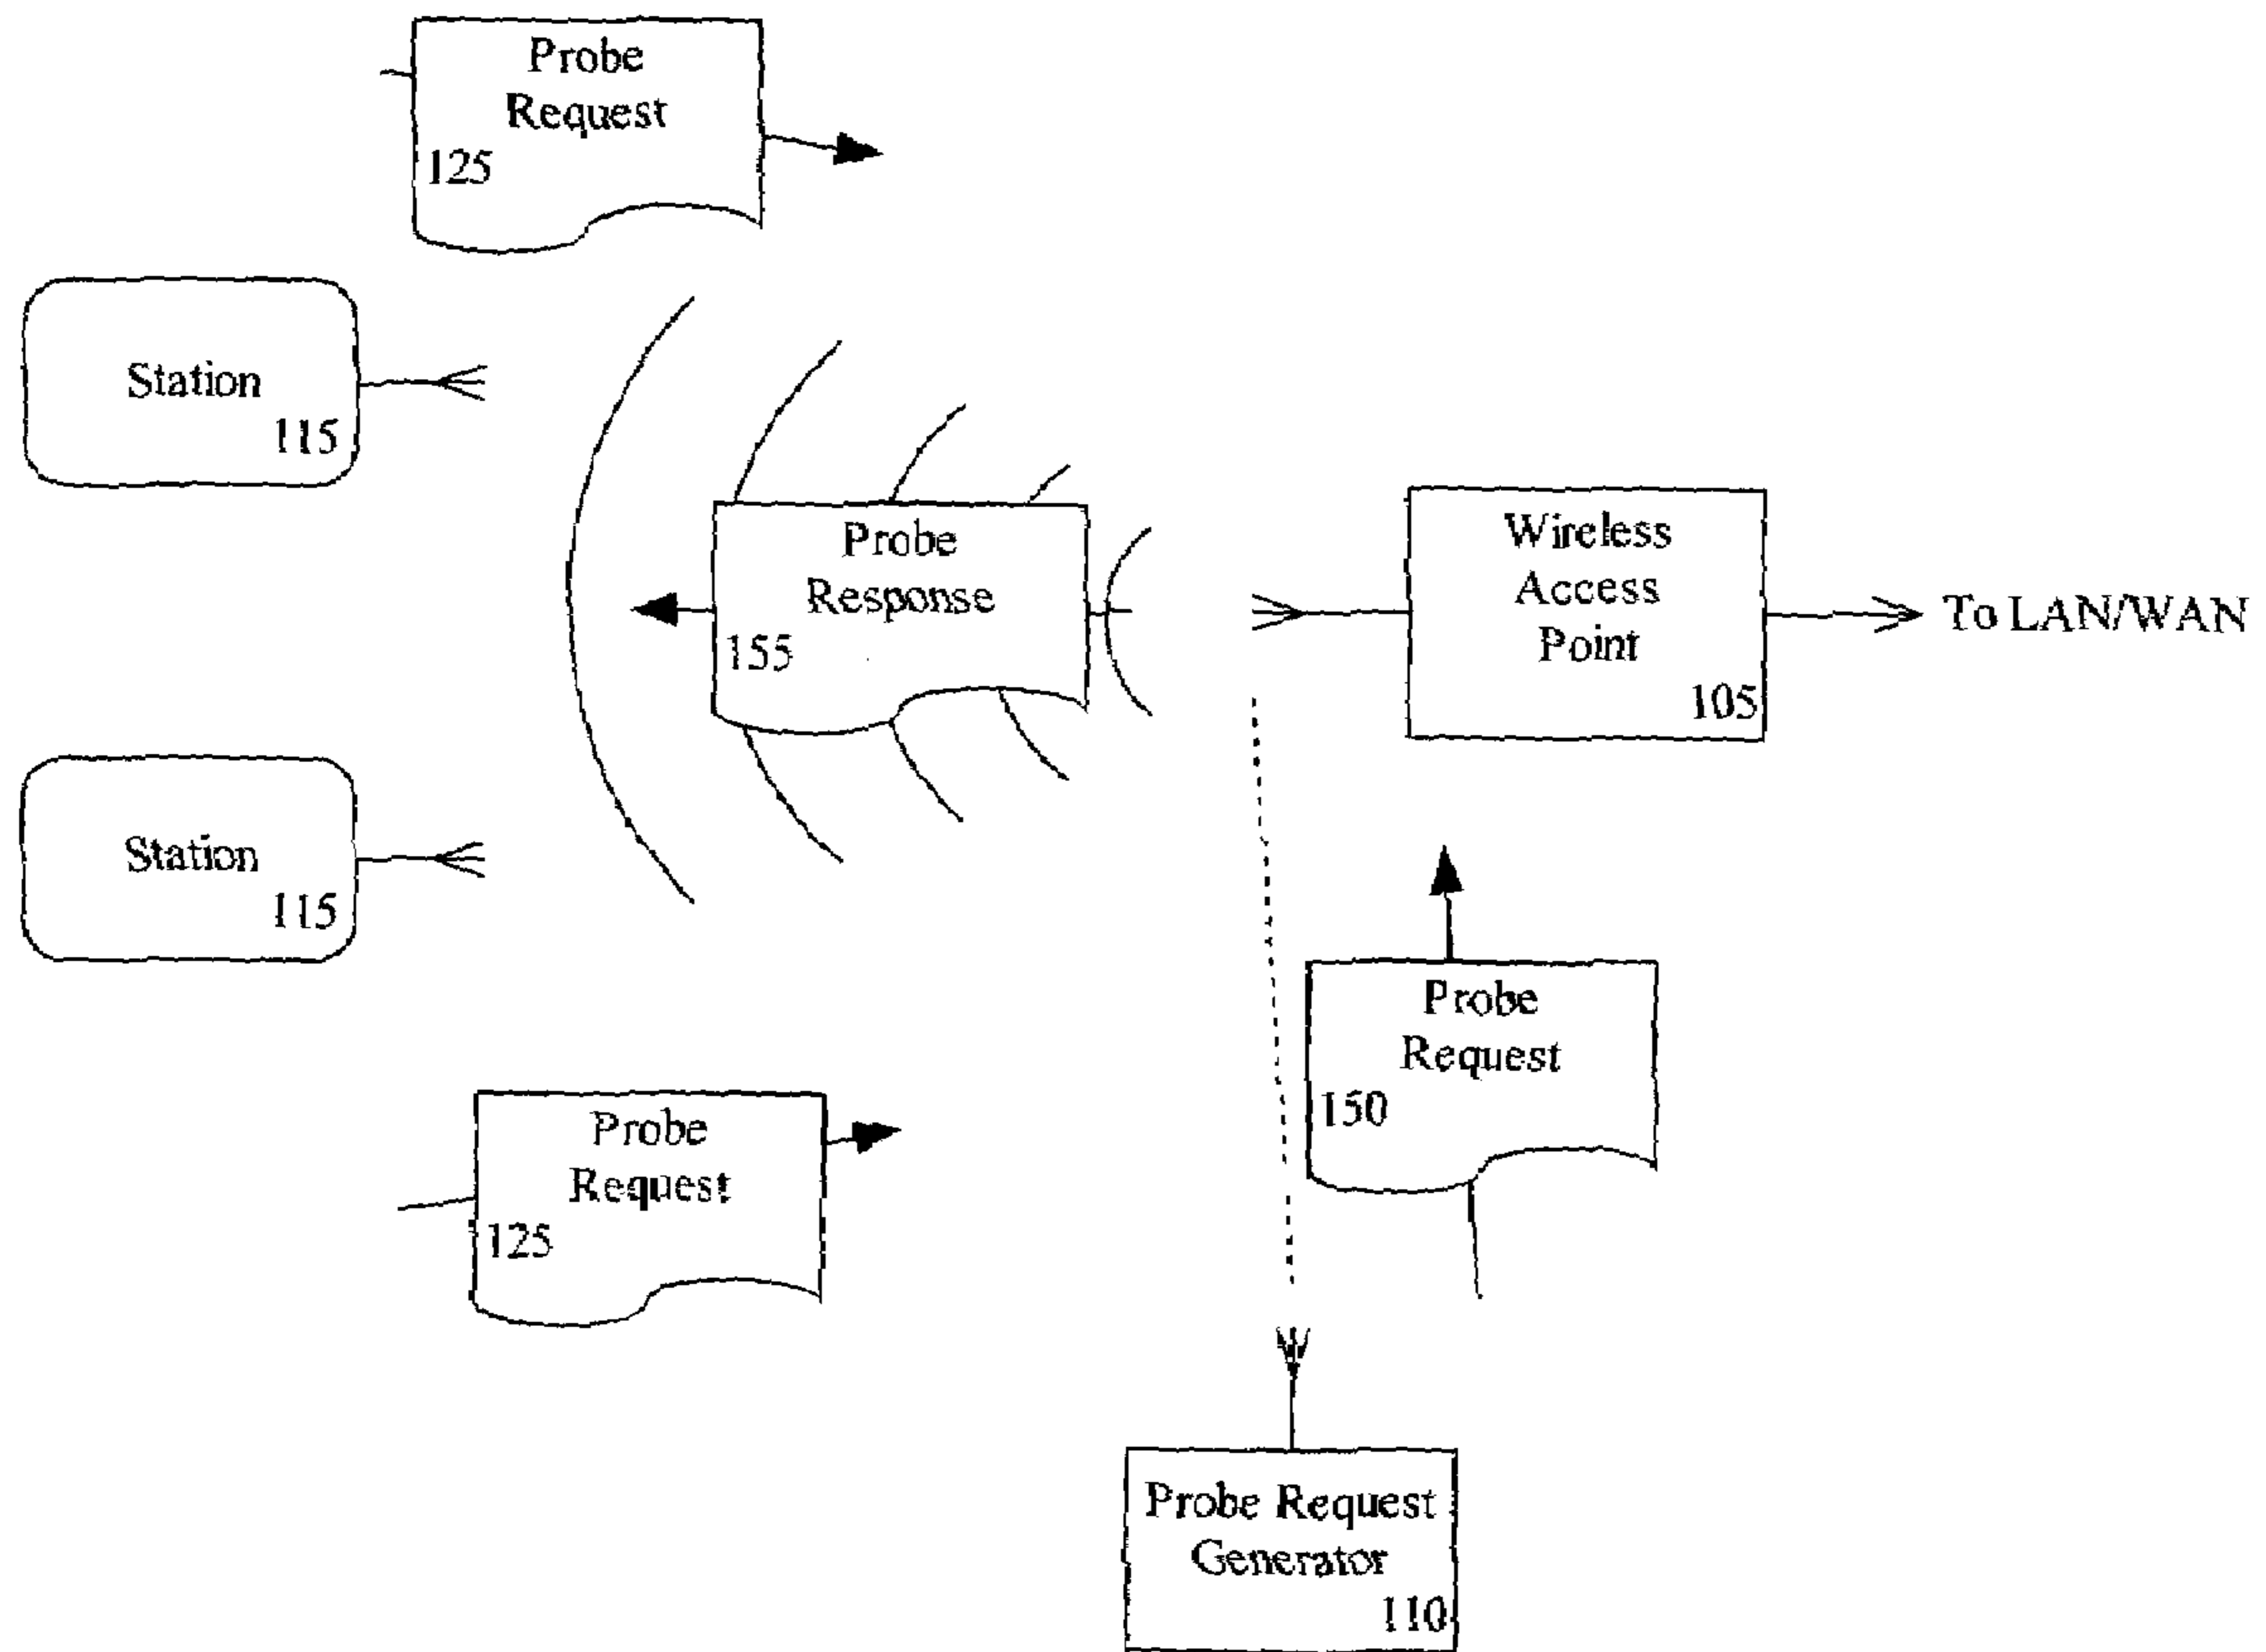 Probe
Request
125
Station
115
Probe
Response
155
Wireless
Access
Point
105
To LAN/WAN
Station
115
Probe
Request
150
Probe
Request
125
Probe Request
Generator
110